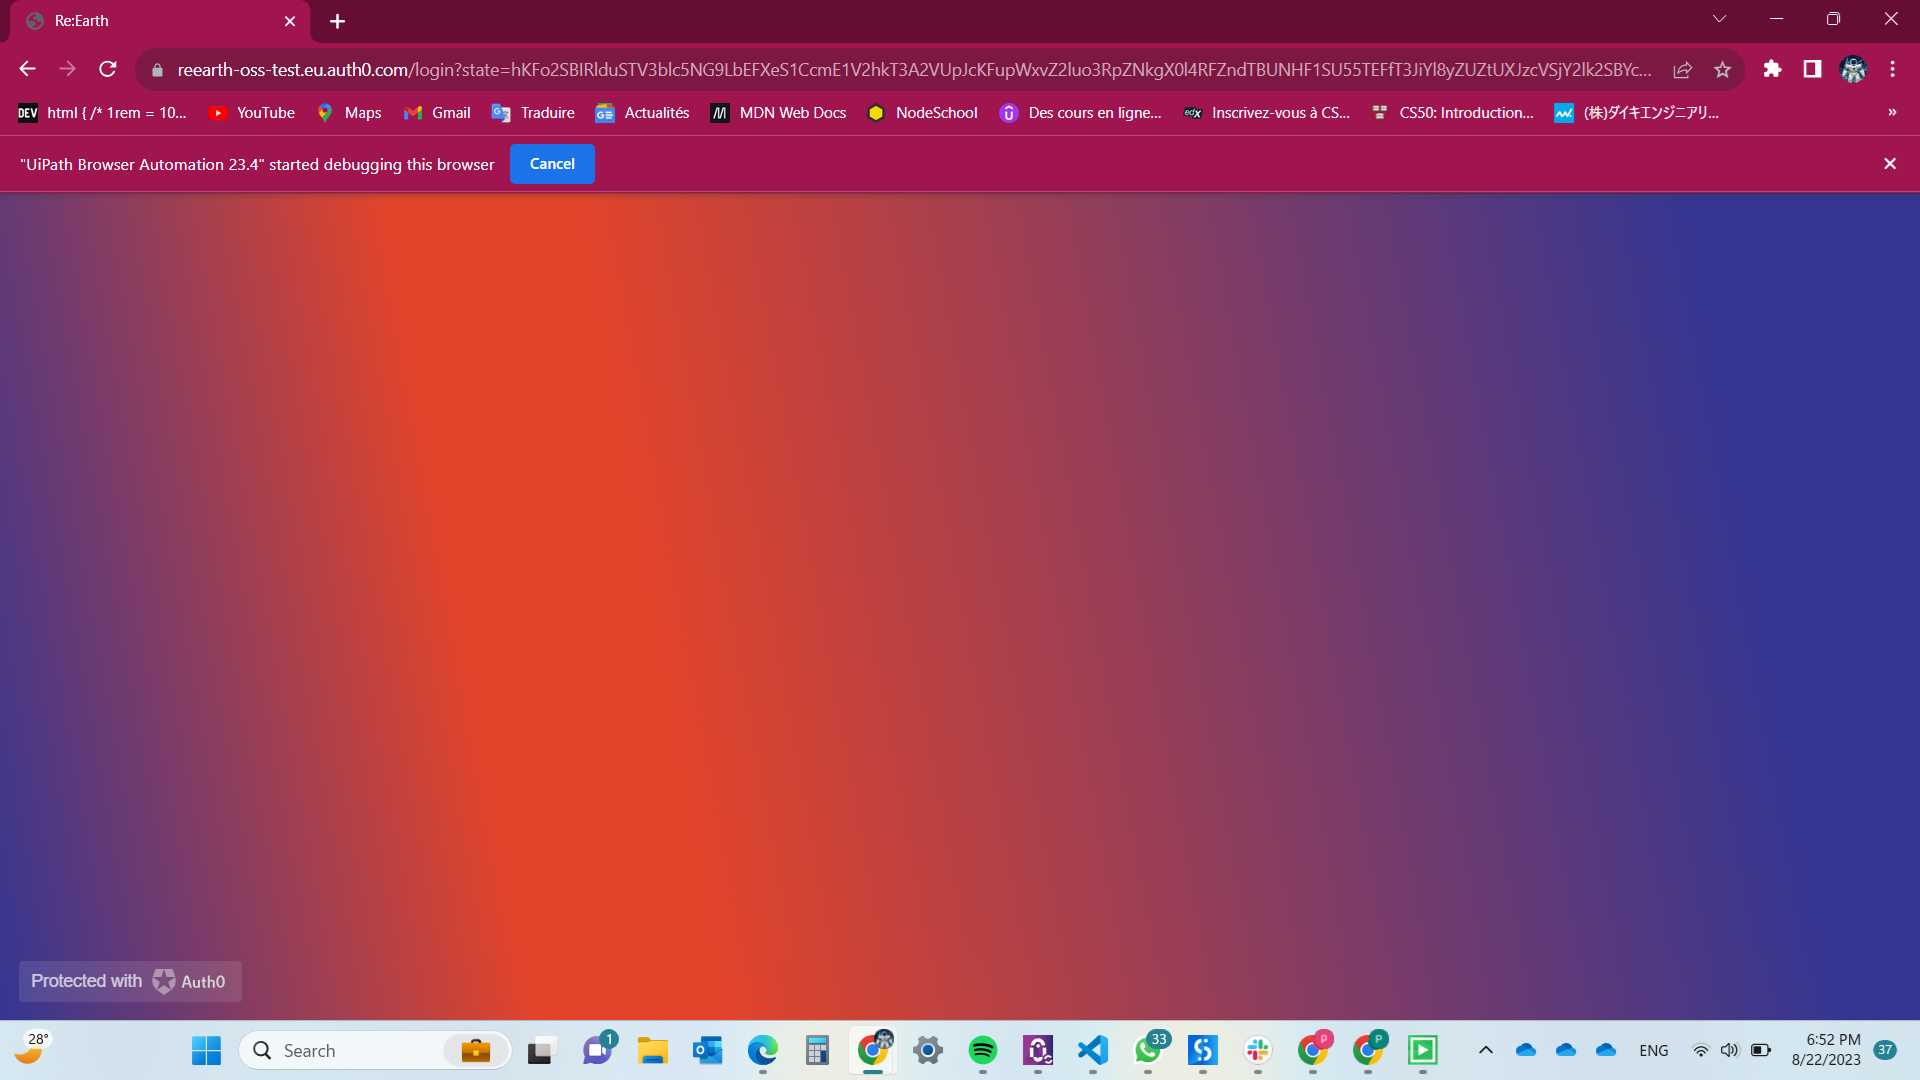 Re:Earth
reearth-oss-test.eu.auth0.com/login?state=hKFo2SBIRlduSTV3blc5NG9LbEFXeS1CcmE1V2hkT3A2VUpJcKFupWxvZ2luo3RpZNkgX0l4RFZndTBUNHF1SU55TEFfT3JiYl8yZUZtUXJzcVSjY2lk2SBYc...
DEV html { /* 1rem = 10... YouTube Maps Gmail Traduire Actualités MDN Web Docs NodeSchool Des cours en ligne... edX Inscrivez-vous à CS... CS50: Introduction... (株)ダイキエンジニアリ... »
"UiPath Browser Automation 23.4" started debugging this browser Cancel
Protected with Auth0
28° Search 1 33 P P ENG 6:52 PM 37
8/22/2023